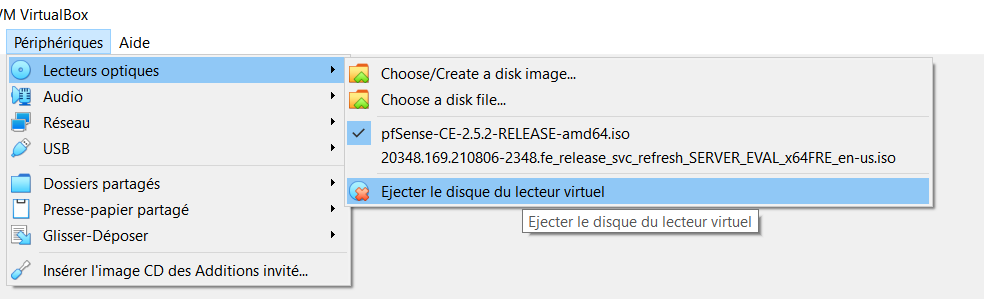 VM VirtualBox
Périphériques Aide
Lecteurs optiques
Audio
Réseau
USB
Dossiers partagés
Presse-papier partagé
Glisser-Déposer
Insérer l'image CD des Additions invité...
Choose/Create a disk image...
Choose a disk file...
pfSense-CE-2.5.2-RELEASE-amd64.iso
20348.169.210806-2348.fe_release_svc_refresh_SERVER_EVAL_x64FRE_en-us.iso
Ejecter le disque du lecteur virtuel
Ejecter le disque du lecteur virtuel